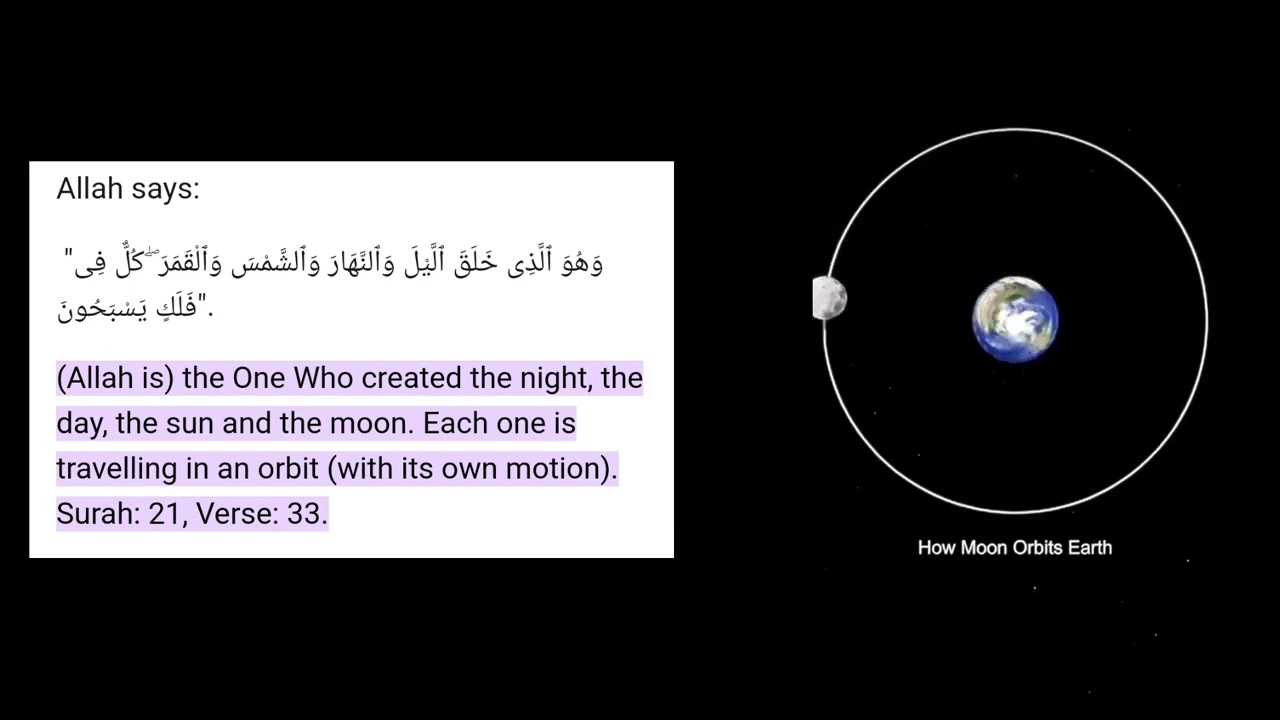 Allah says:
"وَهُوَ ٱلَّذِى خَلَقَ ٱلَّيْلَ وَٱلنَّهَارَ وَٱلشَّمْسَ وَٱلْقَمَرَ ۖ كُلٌّ فِى
فَلَكٍ يَسْبَحُونَ".
(Allah is) the One Who created the night, the
day, the sun and the moon. Each one is
travelling in an orbit (with its own motion).
Surah: 21, Verse: 33.
How Moon Orbits Earth